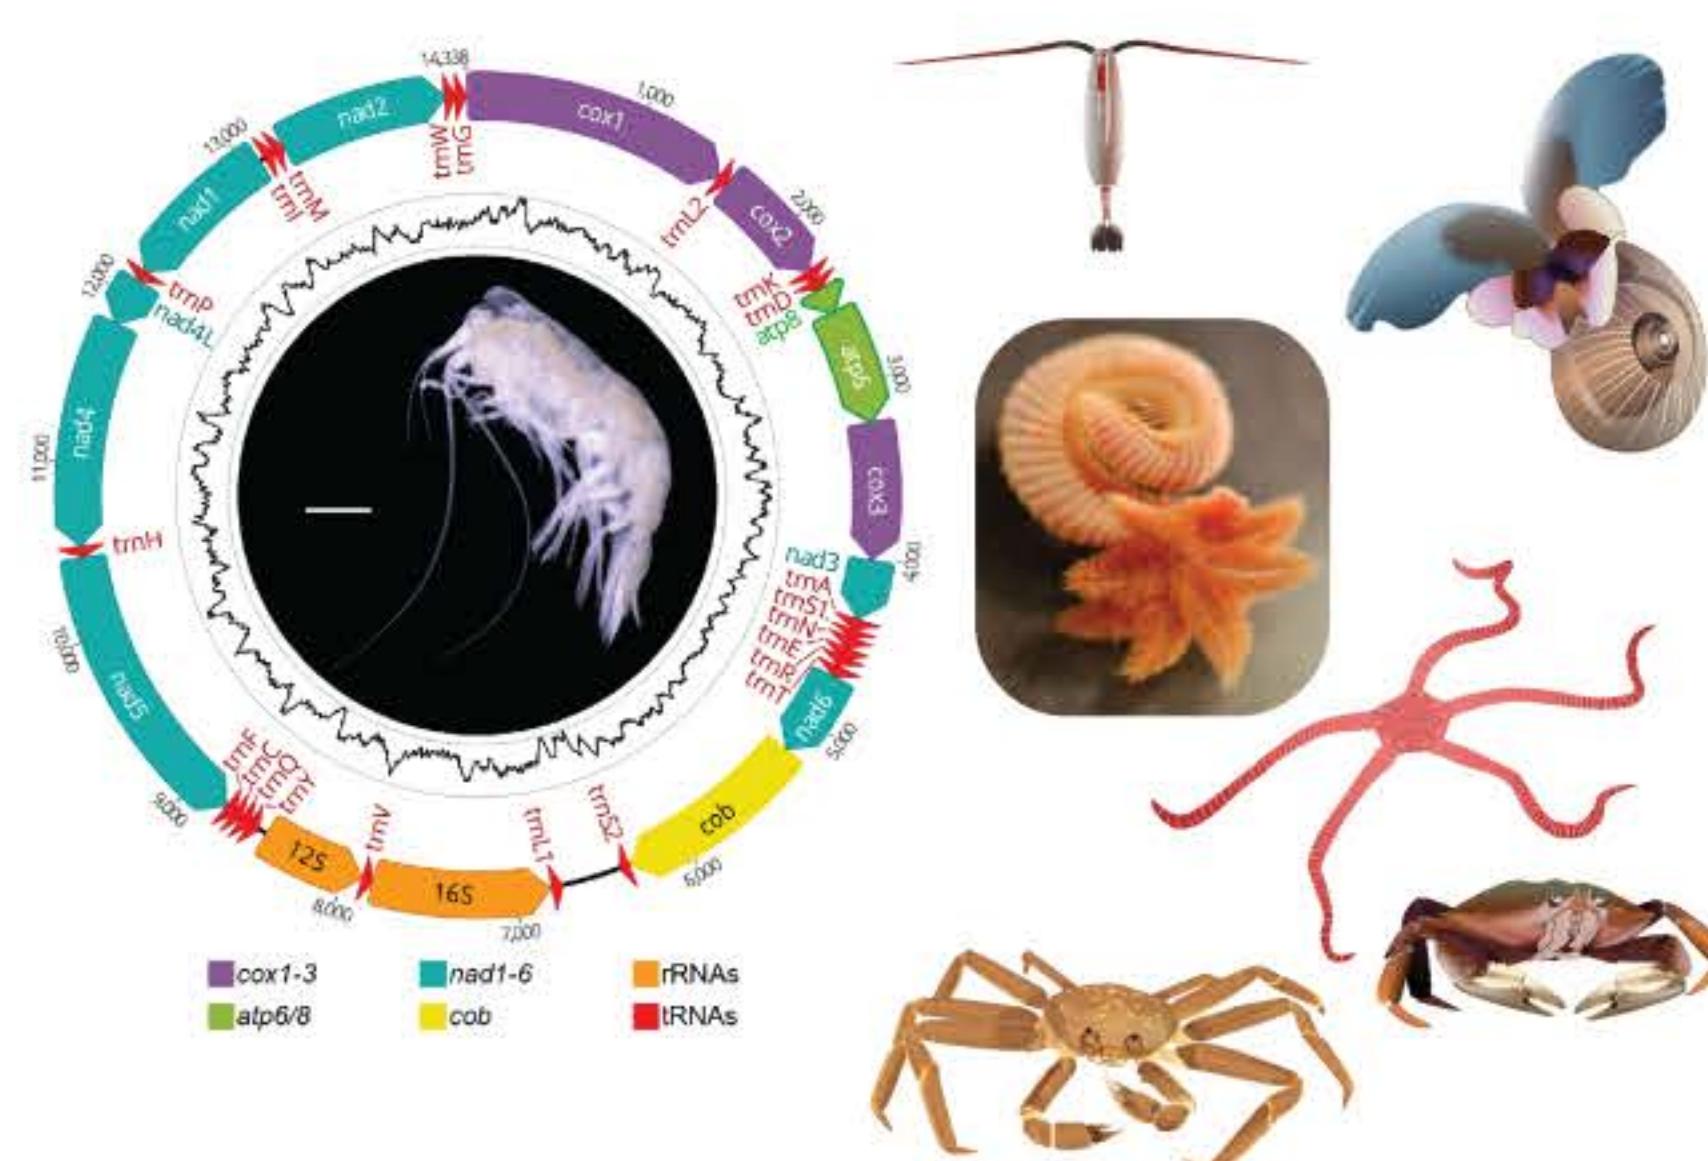 14,338
1,000
2,000
3,000
4,000
5,000
6,000
7,000
8,000
9,000
10,000
11,000
12,000
13,000
cox1
trnL2
cox2
trnK
trnD
atp8
atp6
cox3
nad3
trnA
trnS1
trnN
trnE
trnR
trnT
nad6
cob
trnS2
trnL1
16S
trnV
12S
trnY
trnQ
trnC
trnF
nad5
trnH
nad4
nad4L
trnP
nad1
trnI
trnM
nad2
trnW
trnG
cox1-3
nad1-6
rRNAs
atp6/8
cob
tRNAs